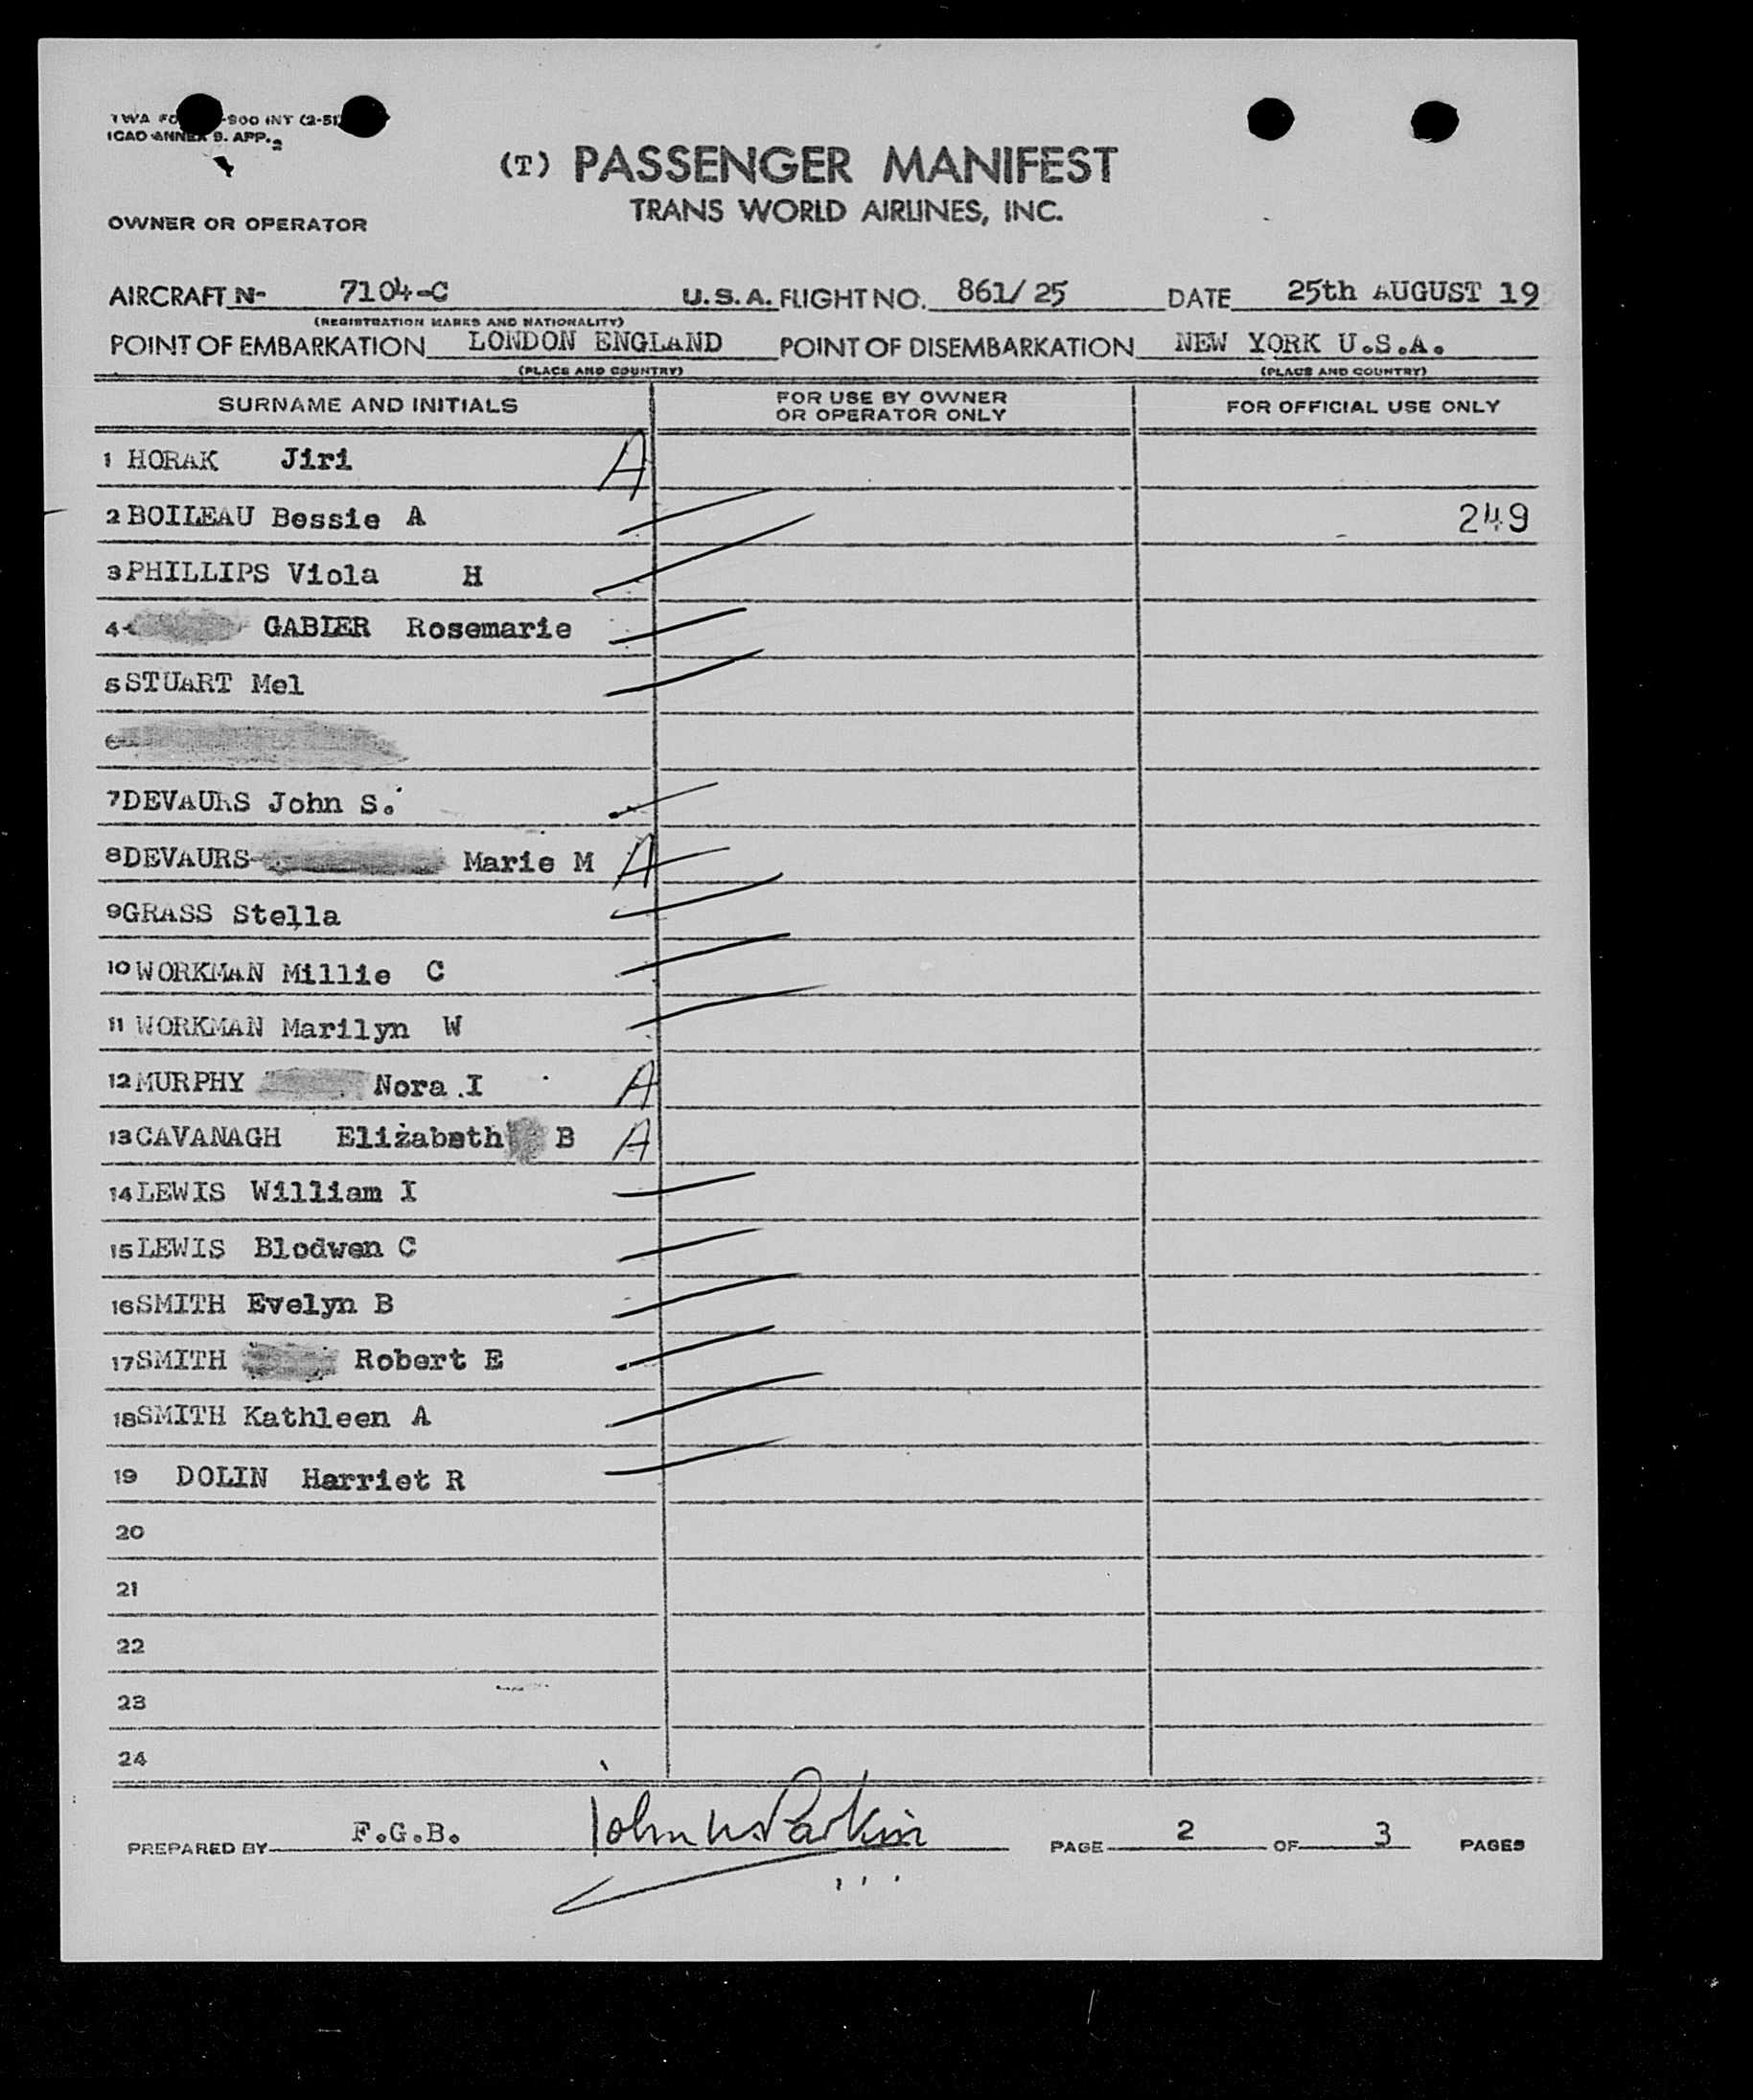 TWA FO -900 INT (2-51
ICAO ANNEX 9. APP. 2
(T) PASSENGER MANIFEST
TRANS WORLD AIRLINES, INC.
OWNER OR OPERATOR
AIRCRAFT N- 7104-C U.S.A. FLIGHT NO. 861/25 DATE 25th AUGUST 19
(REGISTRATION MARKS AND NATIONALITY)
POINT OF EMBARKATION LONDON ENGLAND POINT OF DISEMBARKATION NEW YORK U.S.A.
(PLACE AND COUNTRY) (PLACE AND COUNTRY)
SURNAME AND INITIALS FOR USE BY OWNER OR OPERATOR ONLY FOR OFFICIAL USE ONLY
1 HORAK Jiri A
2 BOILEAU Bessie A 249
3 PHILLIPS Viola H
4 GABLER Rosemarie
5 STUART Mel
6
7 DEVAURS John S.
8 DEVAURS Marie M A
9 GRASS Stella
10 WORKMAN Millie C
11 WORKMAN Marilyn W
12 MURPHY Nora .I A
13 CAVANAGH Elizabeth B A
14 LEWIS William I
15 LEWIS Blodwen C
16 SMITH Evelyn B
17 SMITH Robert E
18 SMITH Kathleen A
19 DOLIN Harriet R
20
21
22
23
24
PREPARED BY F.G.B. John W Parkin PAGE 2 OF 3 PAGES